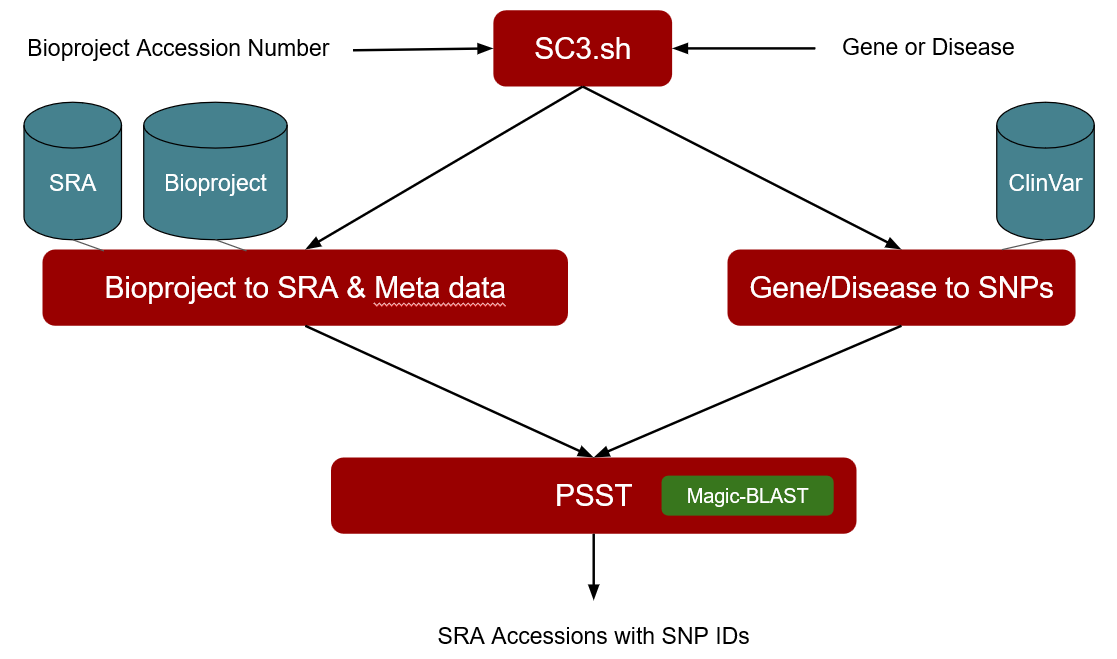 Bioproject Accession Number
SC3.sh
Gene or Disease
SRA
Bioproject
ClinVar
Bioproject to SRA & Meta data
Gene/Disease to SNPs
PSST
Magic-BLAST
SRA Accessions with SNP IDs